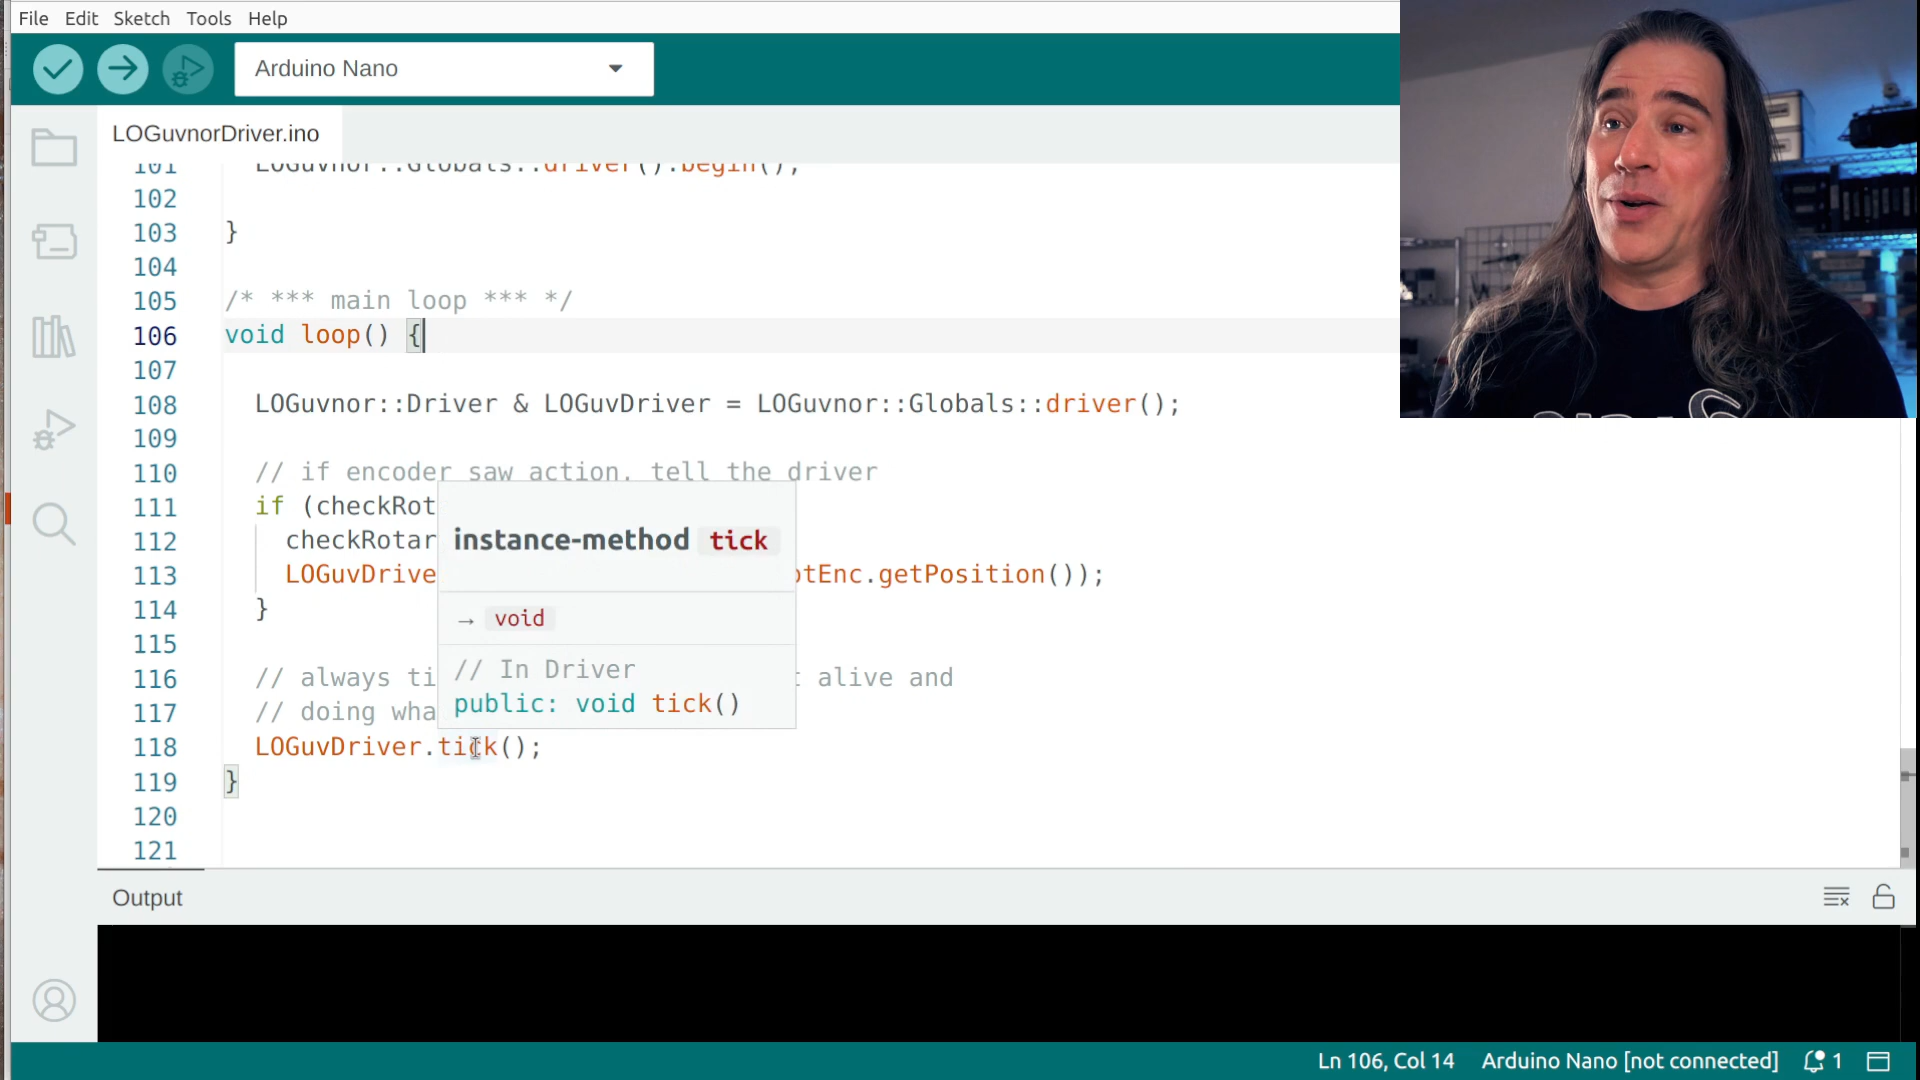 File Edit Sketch Tools Help
Arduino Nano
LOGuvnorDriver.ino
101 LOGuvnor::Globals::driver().begin();
102
103 }
104
105 /* *** main loop *** */
106 void loop() {
107
108 LOGuvnor::Driver & LOGuvDriver = LOGuvnor::Globals::driver();
109
110 // if encoder saw action, tell the driver
111 if (checkRot
112 checkRotar
113 LOGuvDrive otEnc.getPosition());
114 }
115
116 // always ti alive and
117 // doing wha
118 LOGuvDriver.tick();
119 }
120
121
instance-method tick
→ void
// In Driver
public: void tick()
Output
Ln 106, Col 14 Arduino Nano [not connected] 1